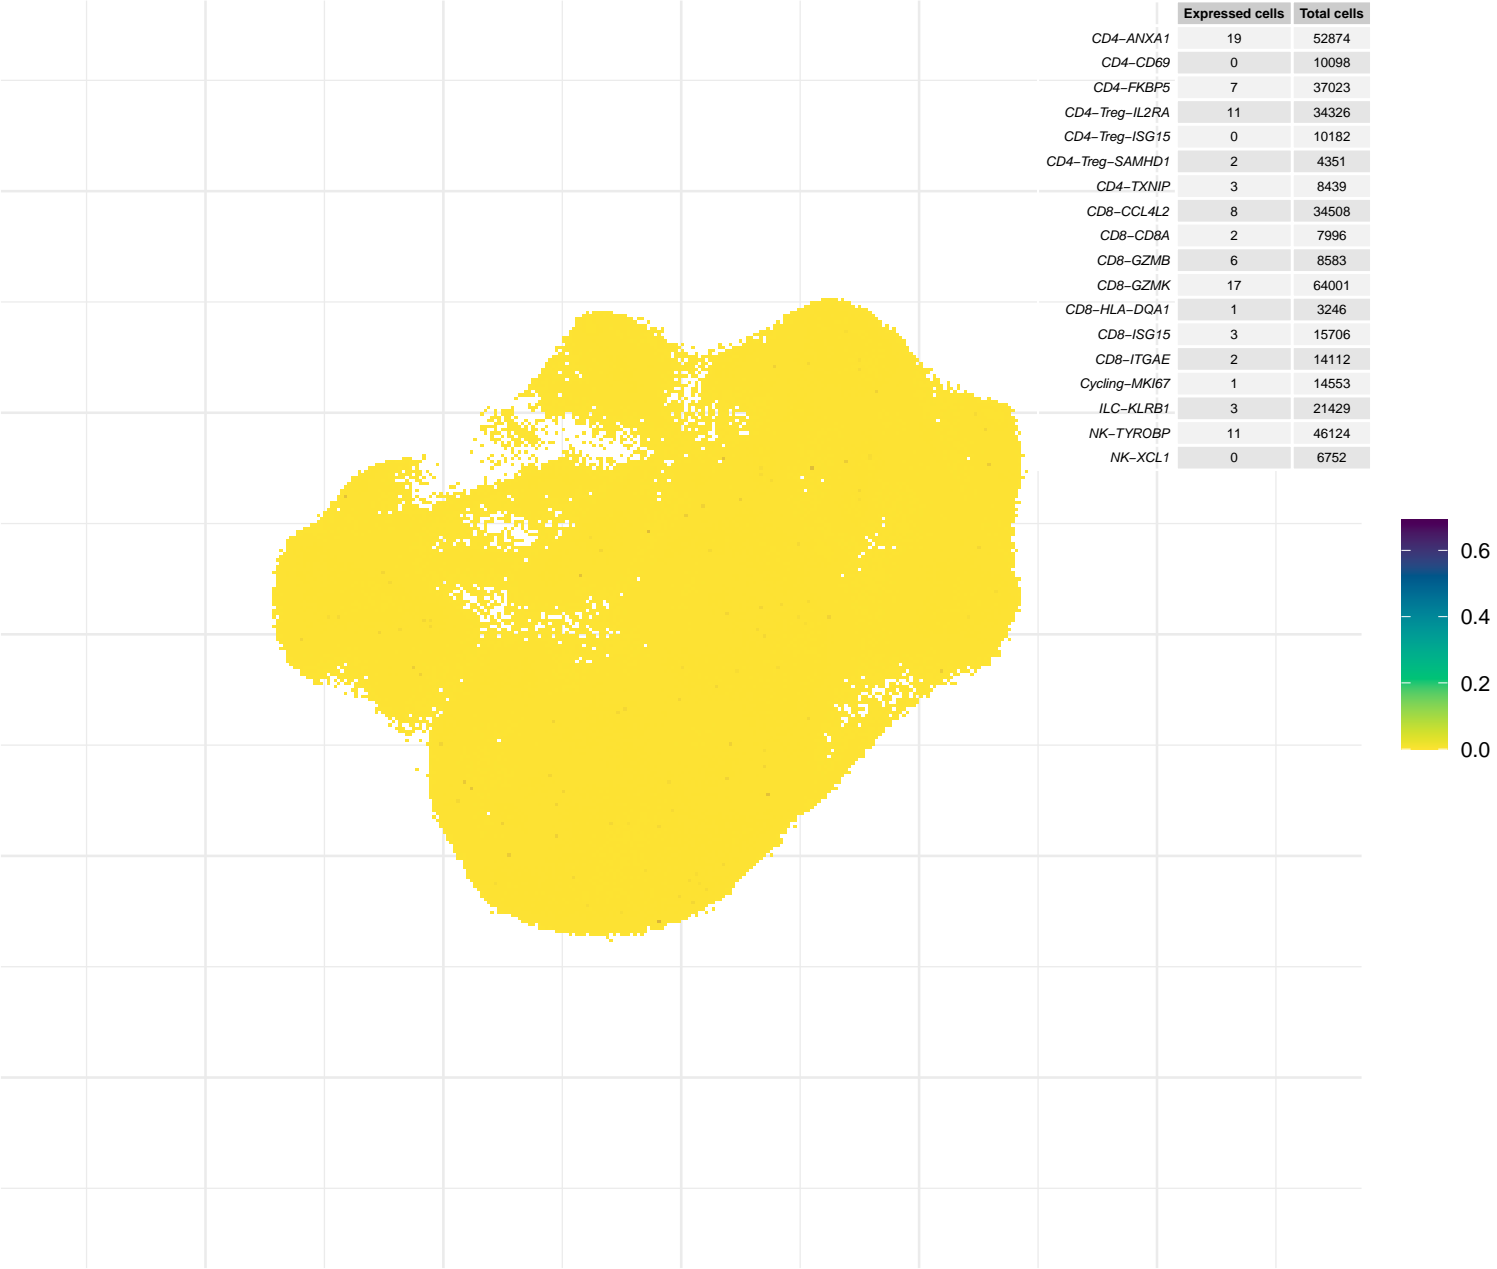 Expressed cells Total cells
CD4−ANXA1 19 52874
CD4−CD69 0 10098
CD4−FKBP5 7 37023
CD4−Treg−IL2RA 11 34326
CD4−Treg−ISG15 0 10182
CD4−Treg−SAMHD1 2 4351
CD4−TXNIP 3 8439
CD8−CCL4L2 8 34508
CD8−CD8A 2 7996
CD8−GZMB 6 8583
CD8−GZMK 17 64001
CD8−HLA−DQA1 1 3246
CD8−ISG15 3 15706
CD8−ITGAE 2 14112
Cycling−MKI67 1 14553
ILC−KLRB1 3 21429
NK−TYROBP 11 46124
NK−XCL1 0 6752
0.6
0.4
0.2
0.0